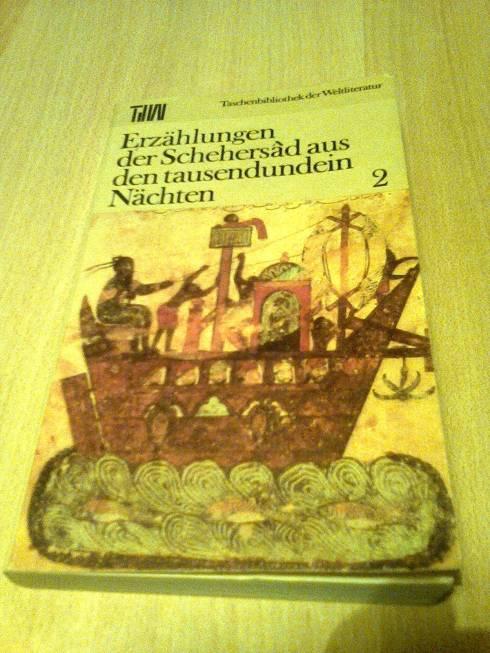 TdW
Taschenbibliothek der Weltliteratur
Erzählungen
der Schehersâd aus
den tausendundein
Nächten
2